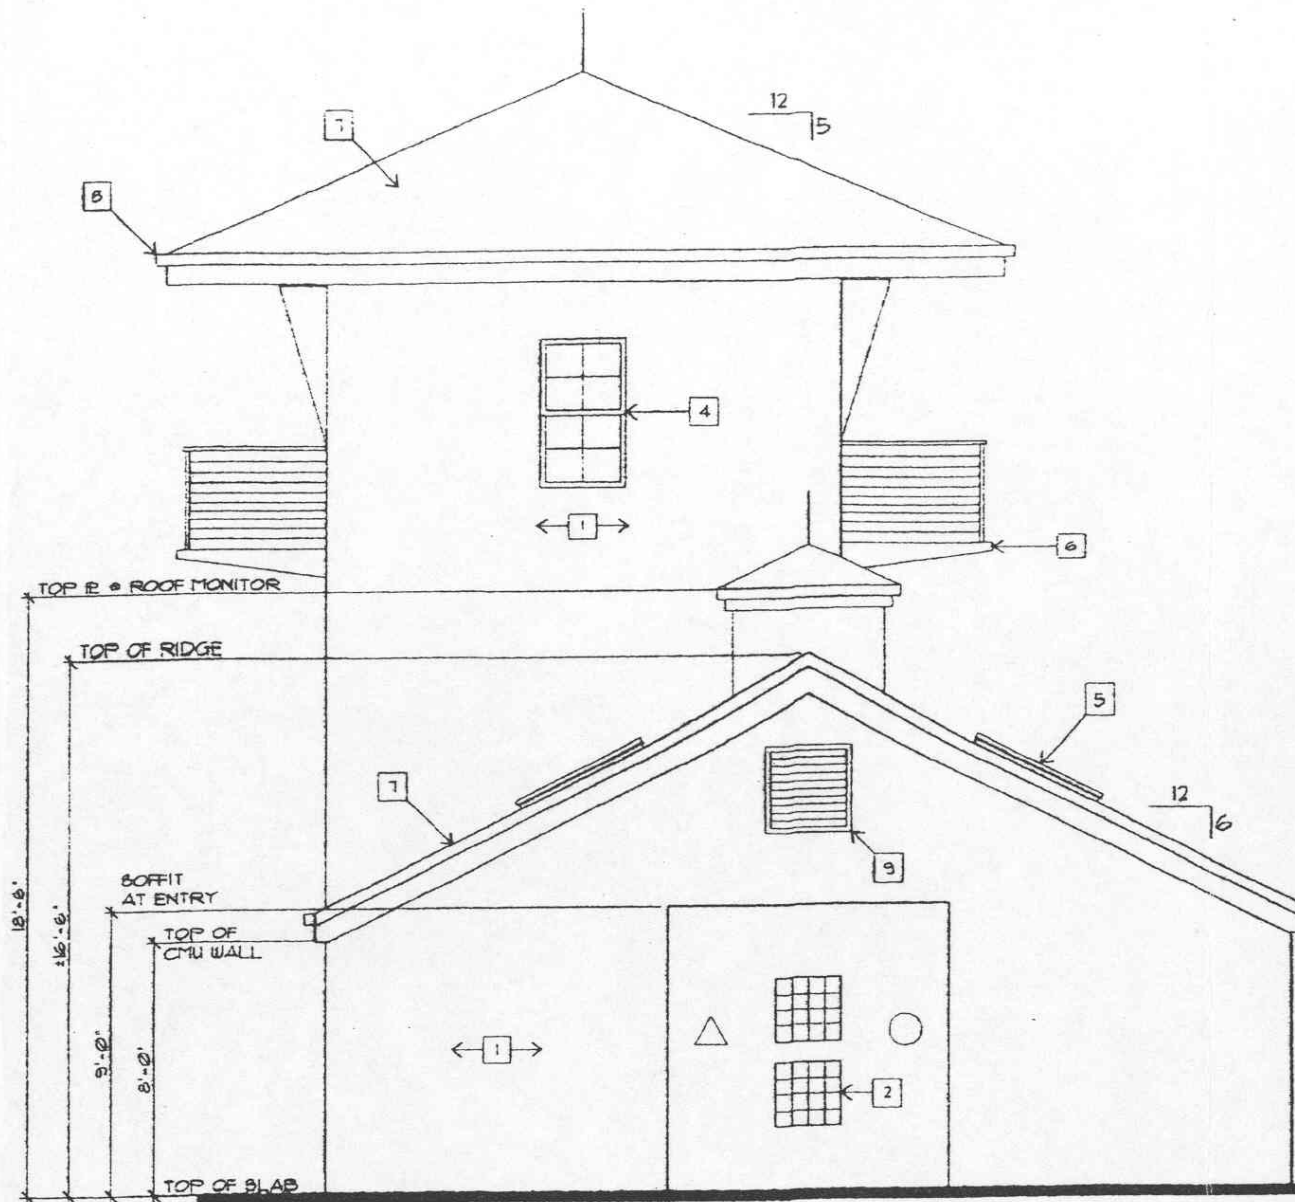 12
5
7
8
4
1
6
TOP PL @ ROOF MONITOR
TOP OF RIDGE
5
7
12
6
9
SOFFIT
AT ENTRY
TOP OF
CMU WALL
18'-6"
±16'-6"
9'-0"
8'-0"
1
2
TOP OF SLAB